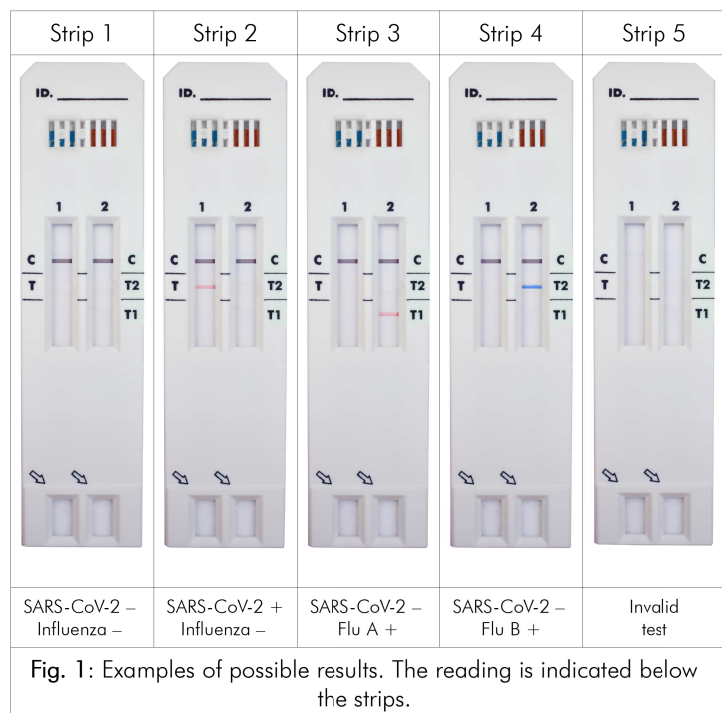 Strip 1 Strip 2 Strip 3 Strip 4 Strip 5
ID. ID. ID. ID. ID.
1 2 1 2 1 2 1 2 1 2
C C C C C C C C C C
T T2 T T2 T T2 T T2 T T2
T1 T1 T1 T1 T1
SARS-CoV-2 – SARS-CoV-2 + SARS-CoV-2 – SARS-CoV-2 – Invalid
Influenza – Influenza – Flu A + Flu B + test
Fig. 1: Examples of possible results. The reading is indicated below
the strips.